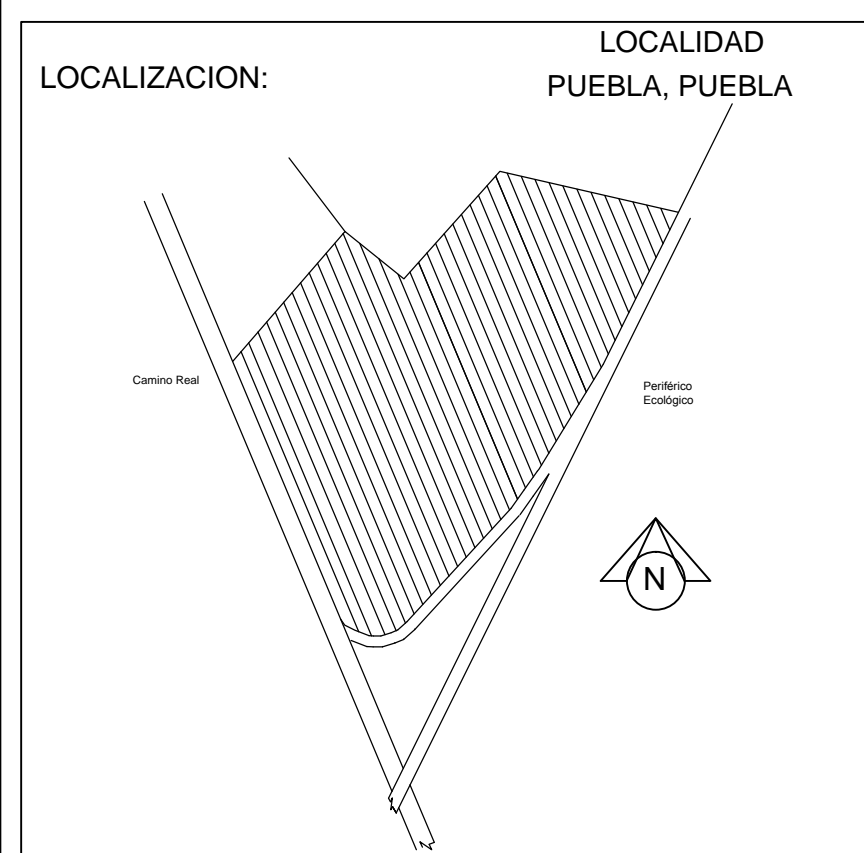 LOCALIDAD
LOCALIZACION:
PUEBLA, PUEBLA
Camino Real
Periférico
Ecológico
N